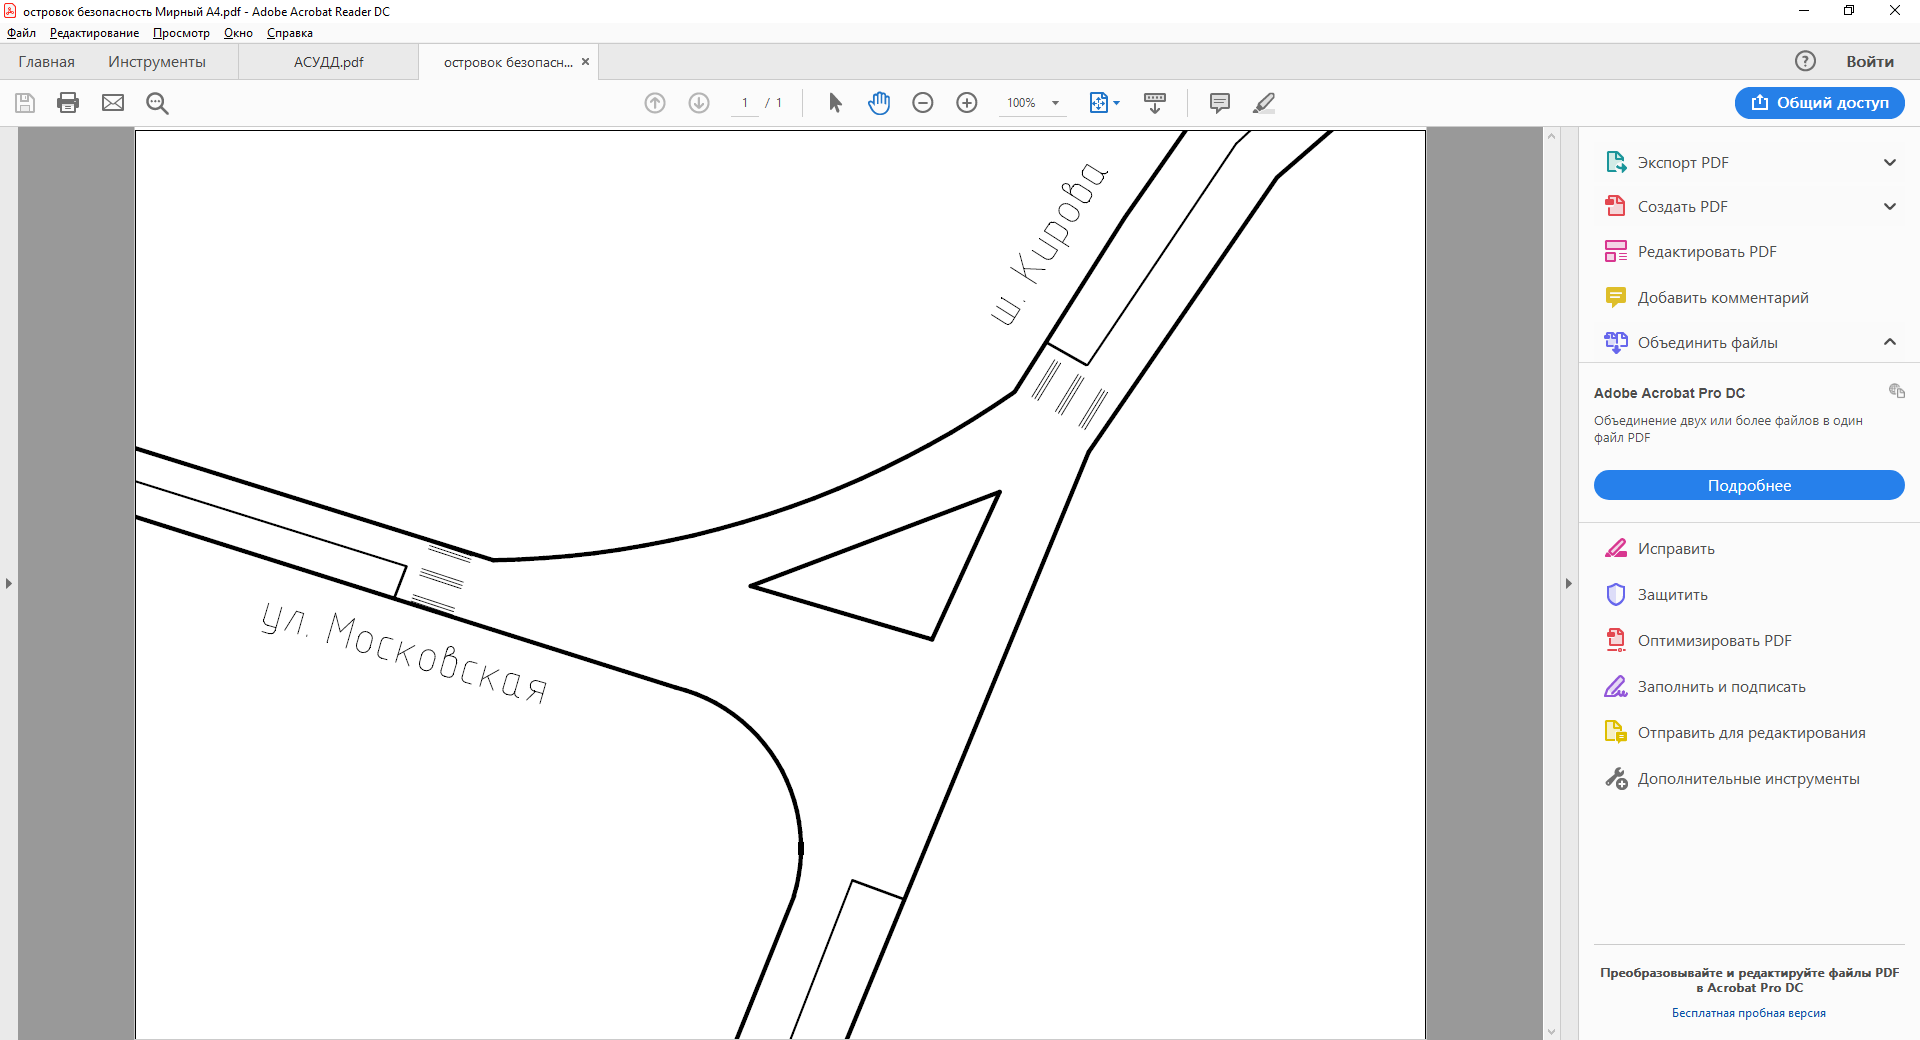 островок безопасность Мирный А4.pdf - Adobe Acrobat Reader DC
Файл Редактирование Просмотр Окно Справка
Главная Инструменты АСУДД.pdf островок безопасн... Войти
1 / 1 100% Общий доступ
ш. Кирова
ул. Московская
Экспорт PDF
Создать PDF
Редактировать PDF
Добавить комментарий
Объединить файлы
Adobe Acrobat Pro DC
Объединение двух или более файлов в один
файл PDF
Подробнее
Исправить
Защитить
Оптимизировать PDF
Заполнить и подписать
Отправить для редактирования
Дополнительные инструменты
Преобразовывайте и редактируйте файлы PDF
в Acrobat Pro DC
Бесплатная пробная версия